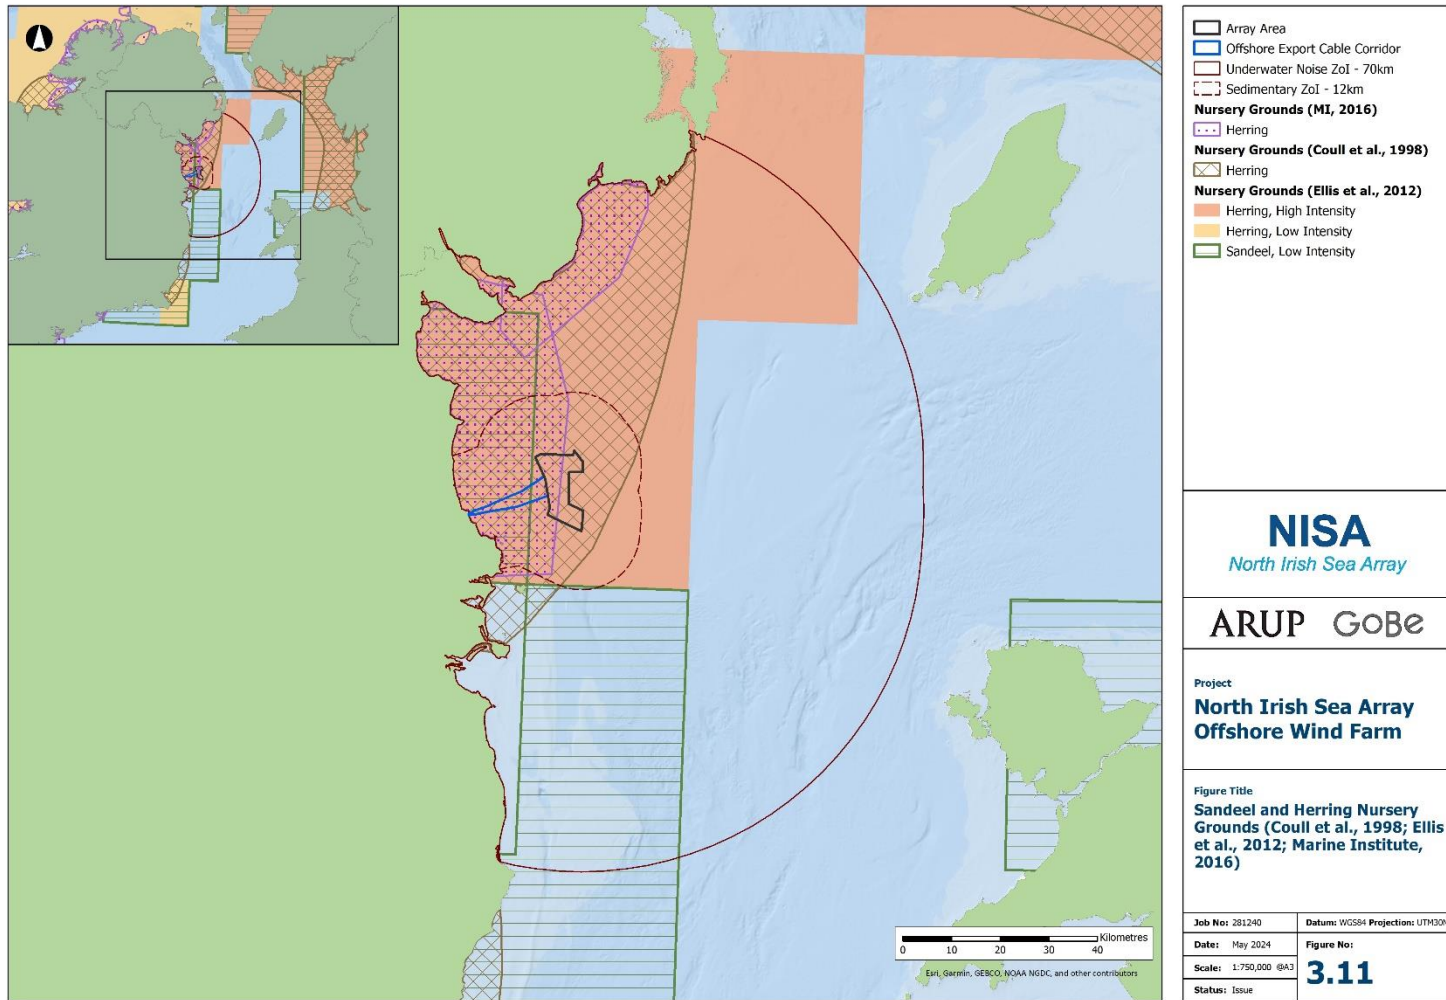 Array Area
Offshore Export Cable Corridor
Underwater Noise ZoI - 70km
Sedimentary ZoI - 12km
Nursery Grounds (MI, 2016)
Herring
Nursery Grounds (Coull et al., 1998)
Herring
Nursery Grounds (Ellis et al., 2012)
Herring, High Intensity
Herring, Low Intensity
Sandeel, Low Intensity
NISA
North Irish Sea Array
ARUP GoBe
Project
North Irish Sea Array
Offshore Wind Farm
Figure Title
Sandeel and Herring Nursery
Grounds (Coull et al., 1998; Ellis
et al., 2012; Marine Institute,
2016)
Job No: 281240
Datum: WGS84 Projection: UTM30N
Date: May 2024
Figure No:
Scale: 1:750,000 @A3
3.11
Status: Issue
Kilometres
0 10 20 30 40
Esri, Garmin, GEBCO, NOAA NGDC, and other contributors